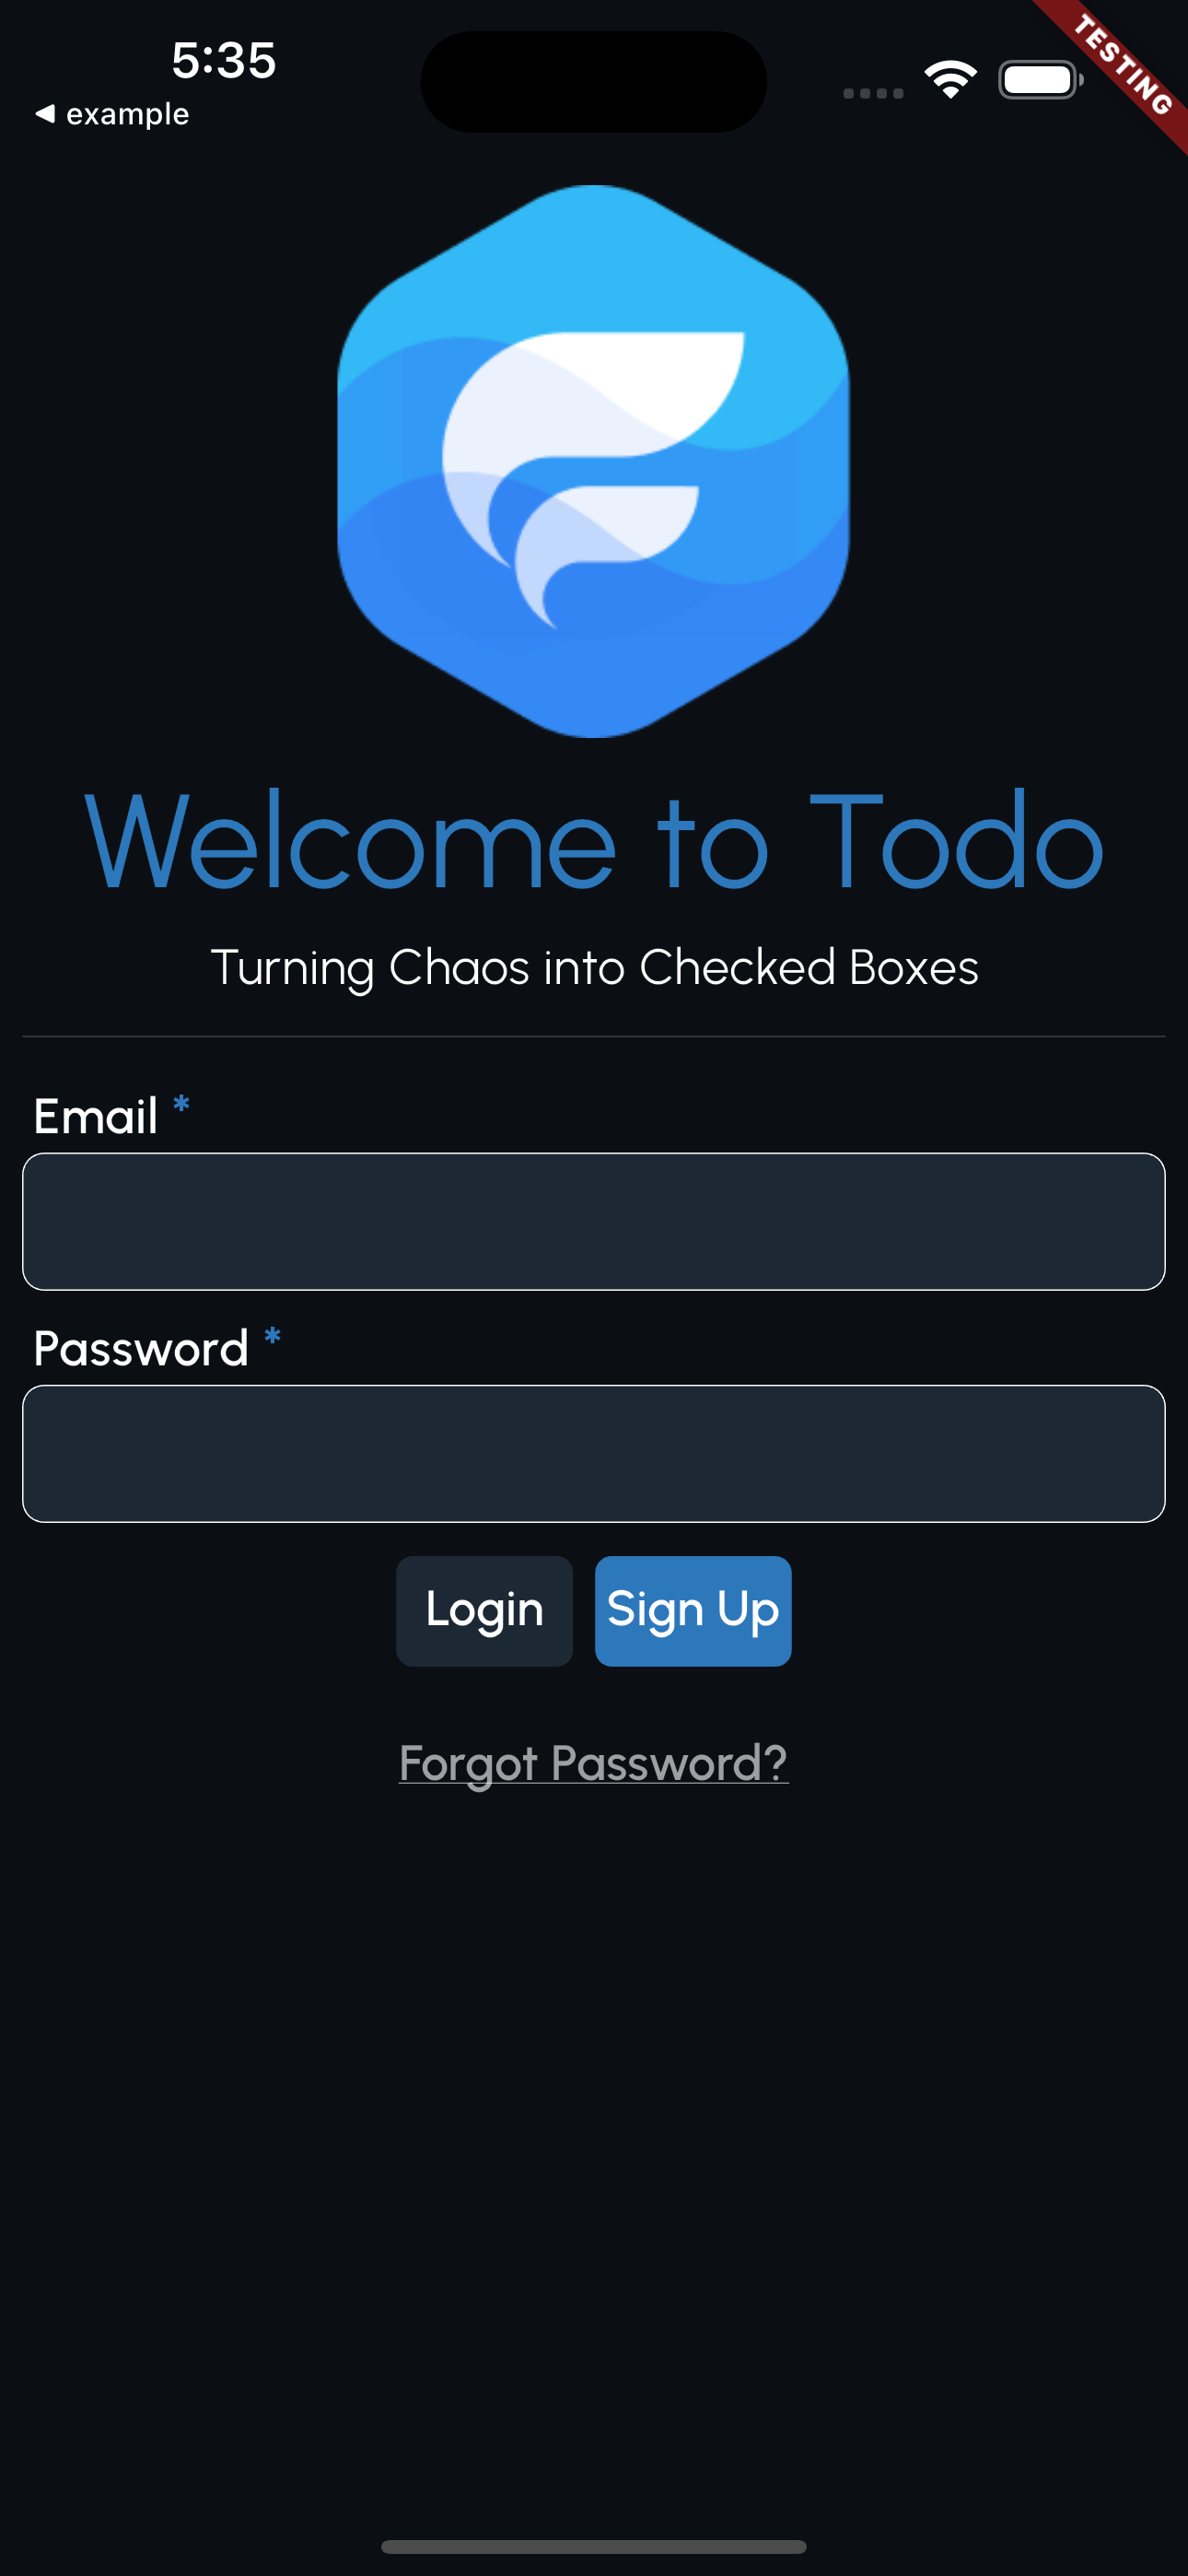 5:35
◀ example
TESTING
Welcome to Todo
Turning Chaos into Checked Boxes
Email *
Password *
Login
Sign Up
Forgot Password?